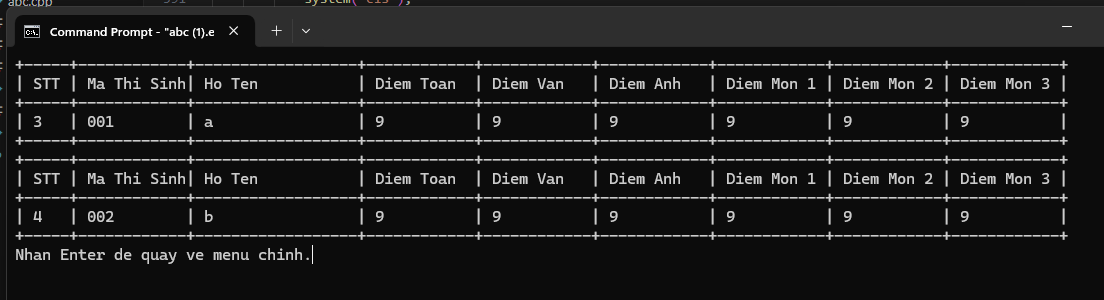 abc.cpp 391 system("cls");
Command Prompt - "abc (1).e
| STT | Ma Thi Sinh| Ho Ten | Diem Toan | Diem Van | Diem Anh | Diem Mon 1 | Diem Mon 2 | Diem Mon 3 |
| 3 | 001 | a | 9 | 9 | 9 | 9 | 9 | 9 |
| STT | Ma Thi Sinh| Ho Ten | Diem Toan | Diem Van | Diem Anh | Diem Mon 1 | Diem Mon 2 | Diem Mon 3 |
| 4 | 002 | b | 9 | 9 | 9 | 9 | 9 | 9 |
Nhan Enter de quay ve menu chinh.